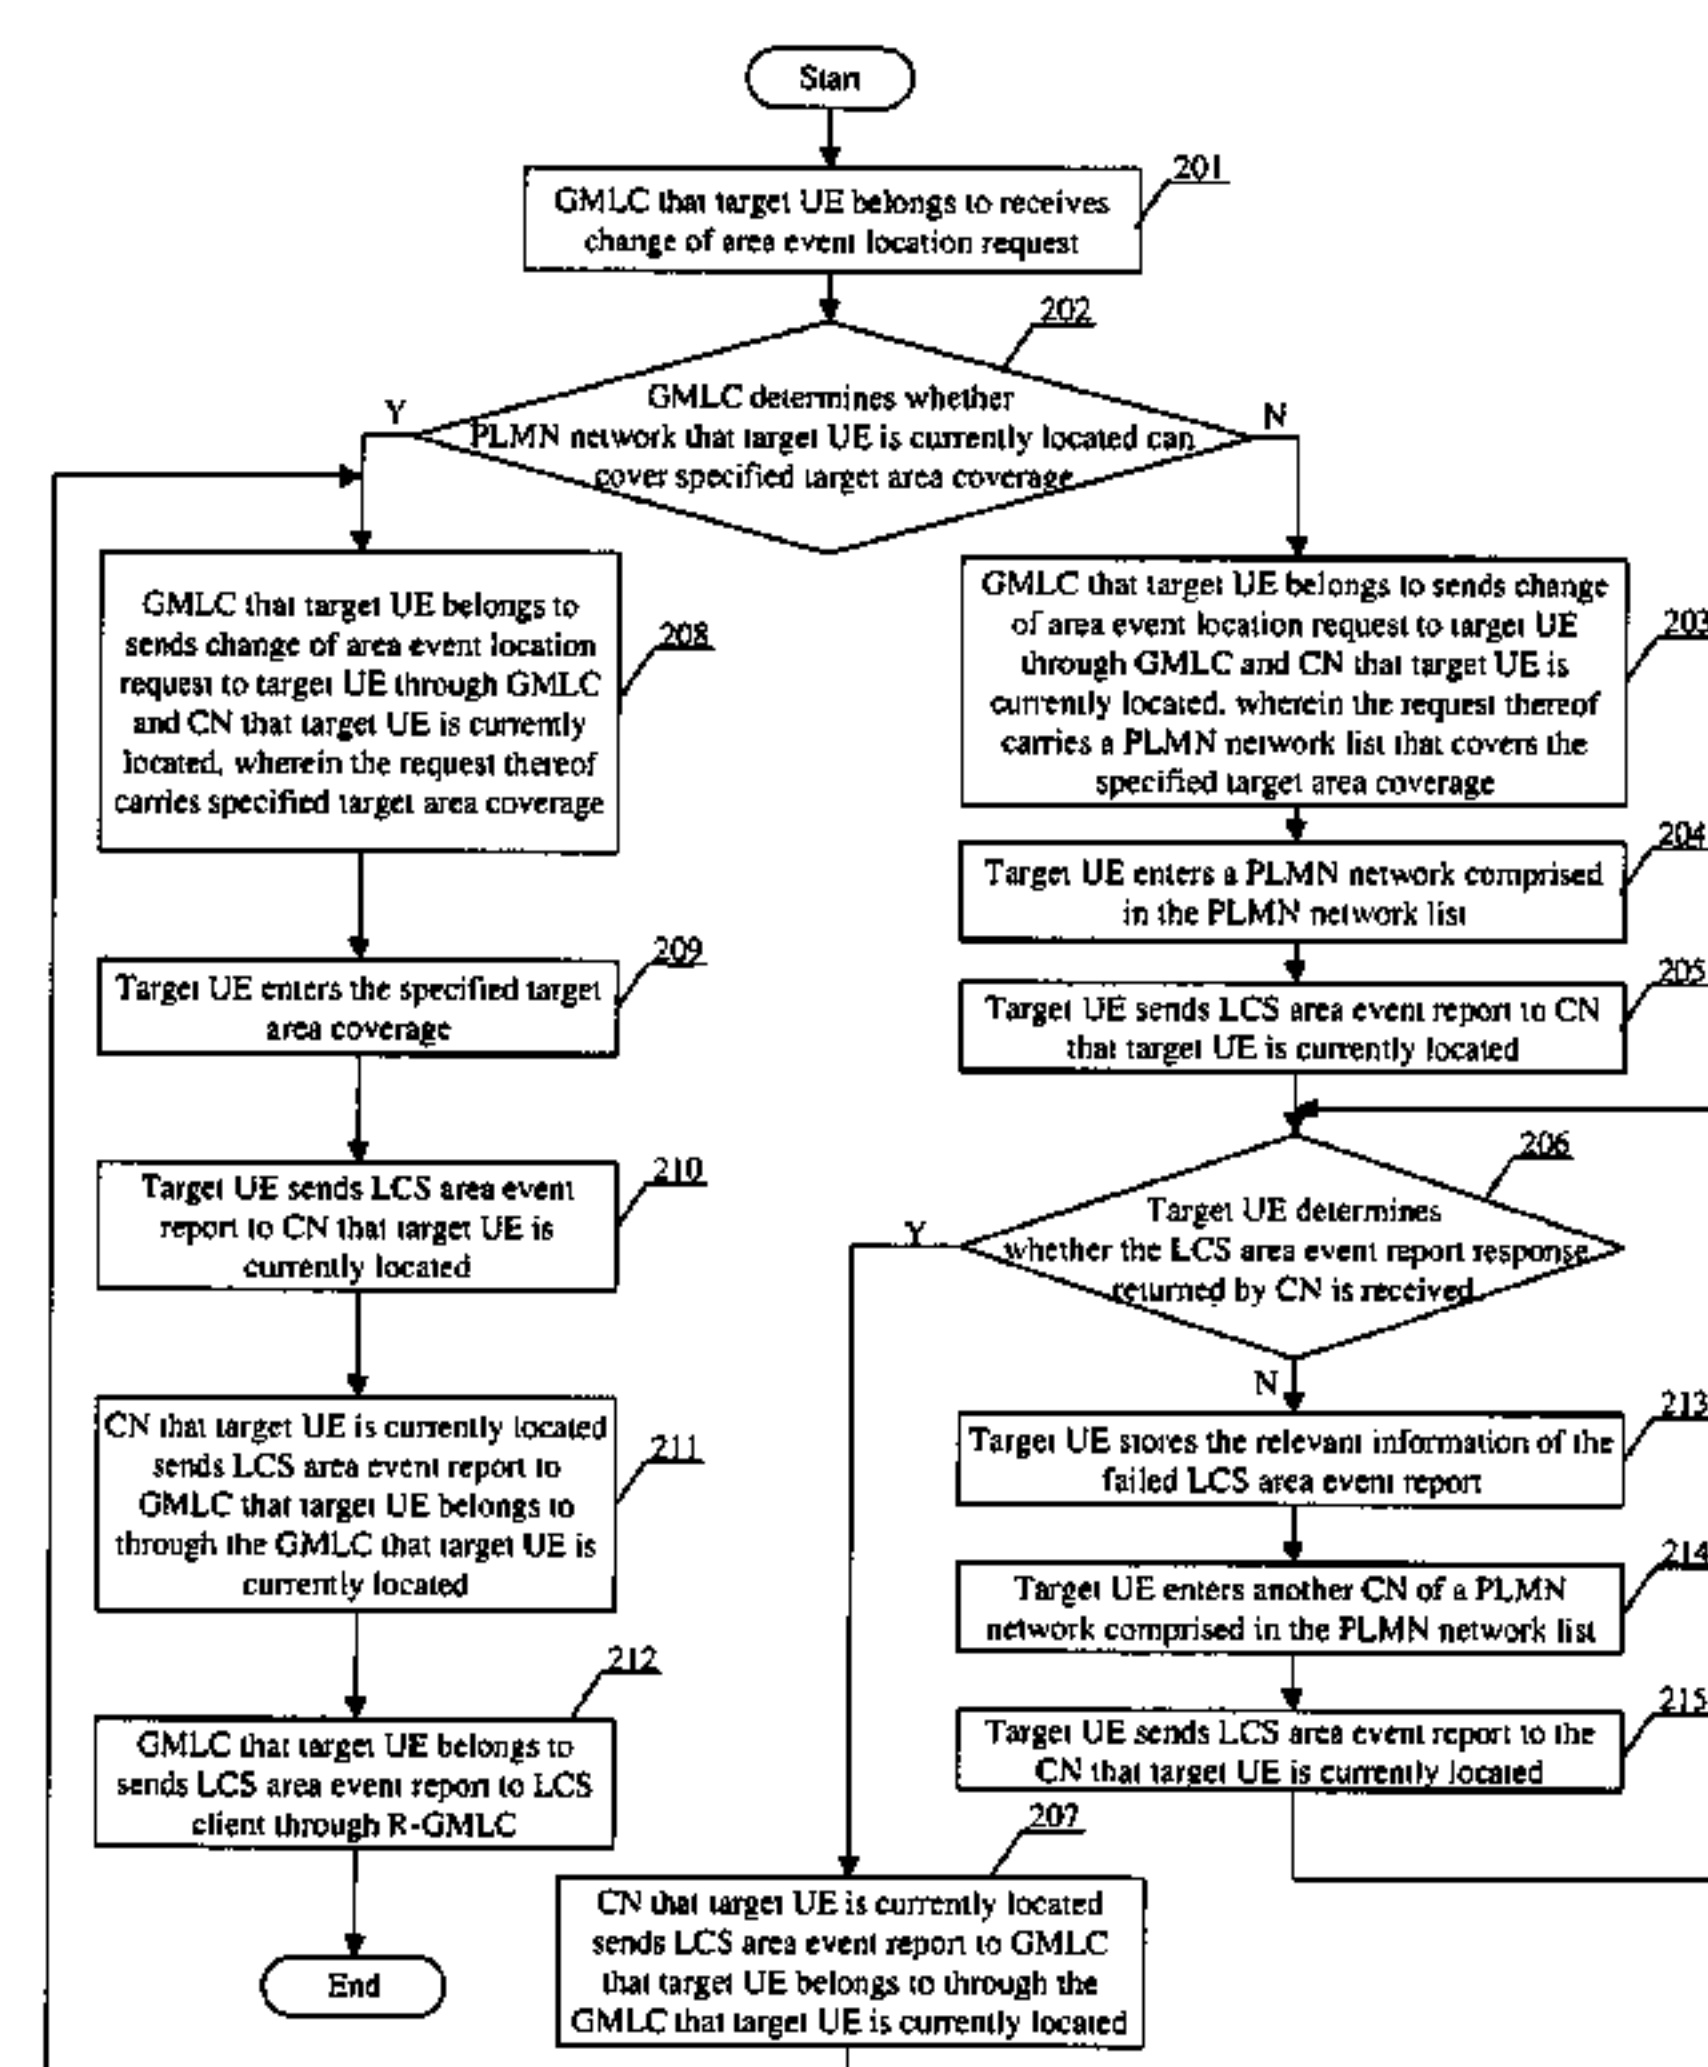 Start
201
GMLC that target UE belongs to receives
change of area event location request
202
GMLC determines whether
PLMN network that target UE is currently located can
cover specified target area coverage
Y
N
GMLC that target UE belongs to
sends change of area event location
request to target UE through GMLC
and CN that target UE is currently
located, wherein the request thereof
carries specified target area coverage
208
GMLC that target UE belongs to sends change
of area event location request to target UE
through GMLC and CN that target UE is
currently located, wherein the request thereof
carries a PLMN network list that covers the
specified target area coverage
203
204
Target UE enters a PLMN network comprised
in the PLMN network list
209
Target UE enters the specified target
area coverage
205
Target UE sends LCS area event report to CN
that target UE is currently located
206
Target UE determines
whether the LCS area event report response
returned by CN is received
Y
N
210
Target UE sends LCS area event
report to CN that target UE is
currently located
211
CN that target UE is currently located
sends LCS area event report to
GMLC that target UE belongs to
through the GMLC that target UE is
currently located
213
Target UE stores the relevant information of the
failed LCS area event report
214
Target UE enters another CN of a PLMN
network comprised in the PLMN network list
212
GMLC that target UE belongs to
sends LCS area event report to LCS
client through R-GMLC
215
Target UE sends LCS area event report to the
CN that target UE is currently located
207
CN that target UE is currently located
sends LCS area event report to GMLC
that target UE belongs to through the
GMLC that target UE is currently located
End